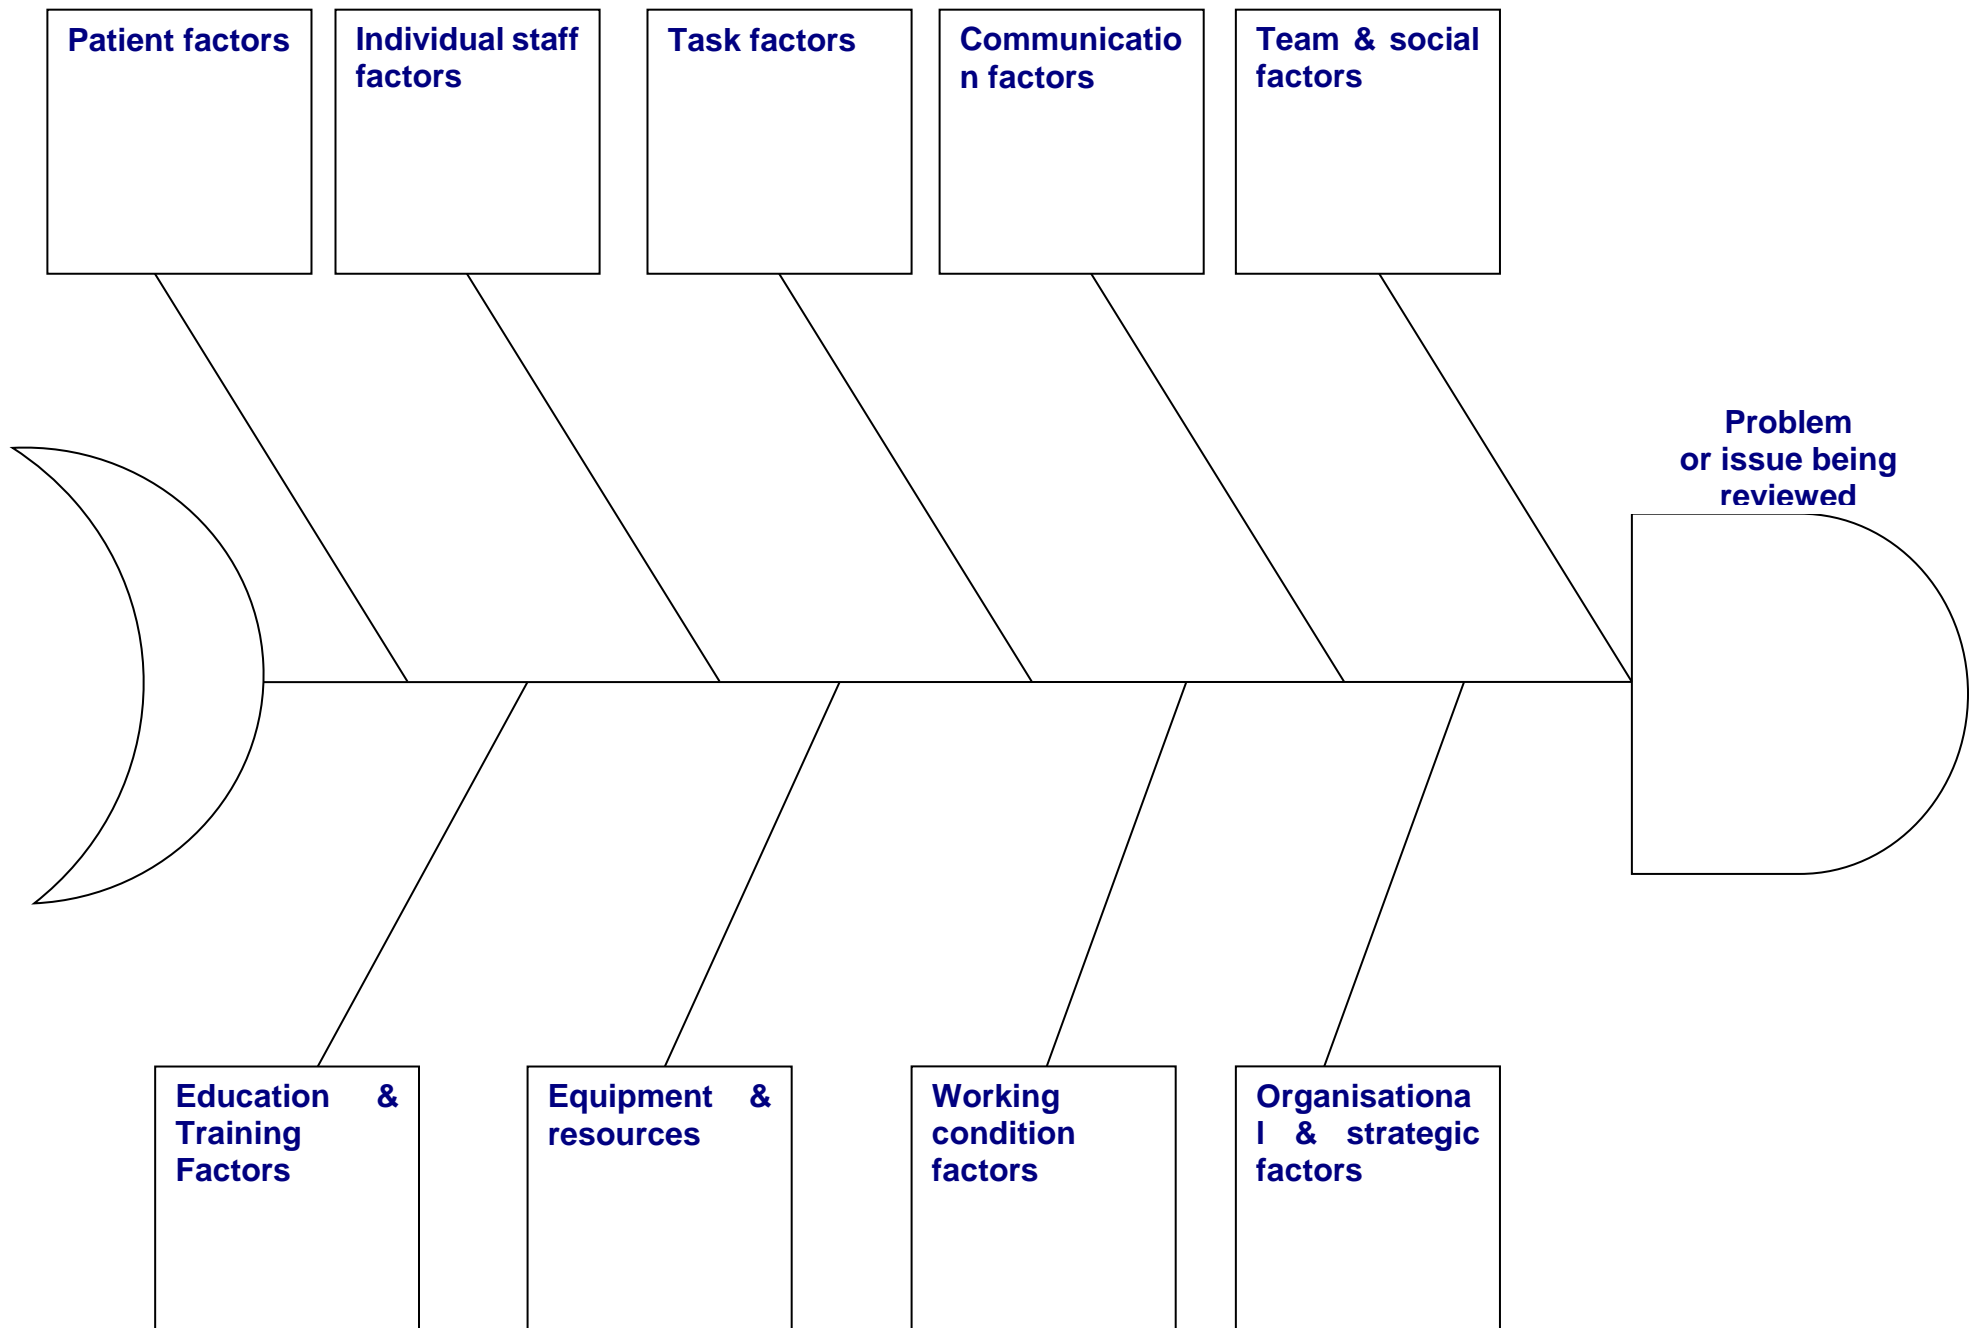 Patient factors
Individual staff
factors
Task factors
Communicatio
n factors
Team & social
factors
Problem
or issue being
reviewed
Education &
Training
Factors
Equipment &
resources
Working
condition
factors
Organisationa
l & strategic
factors